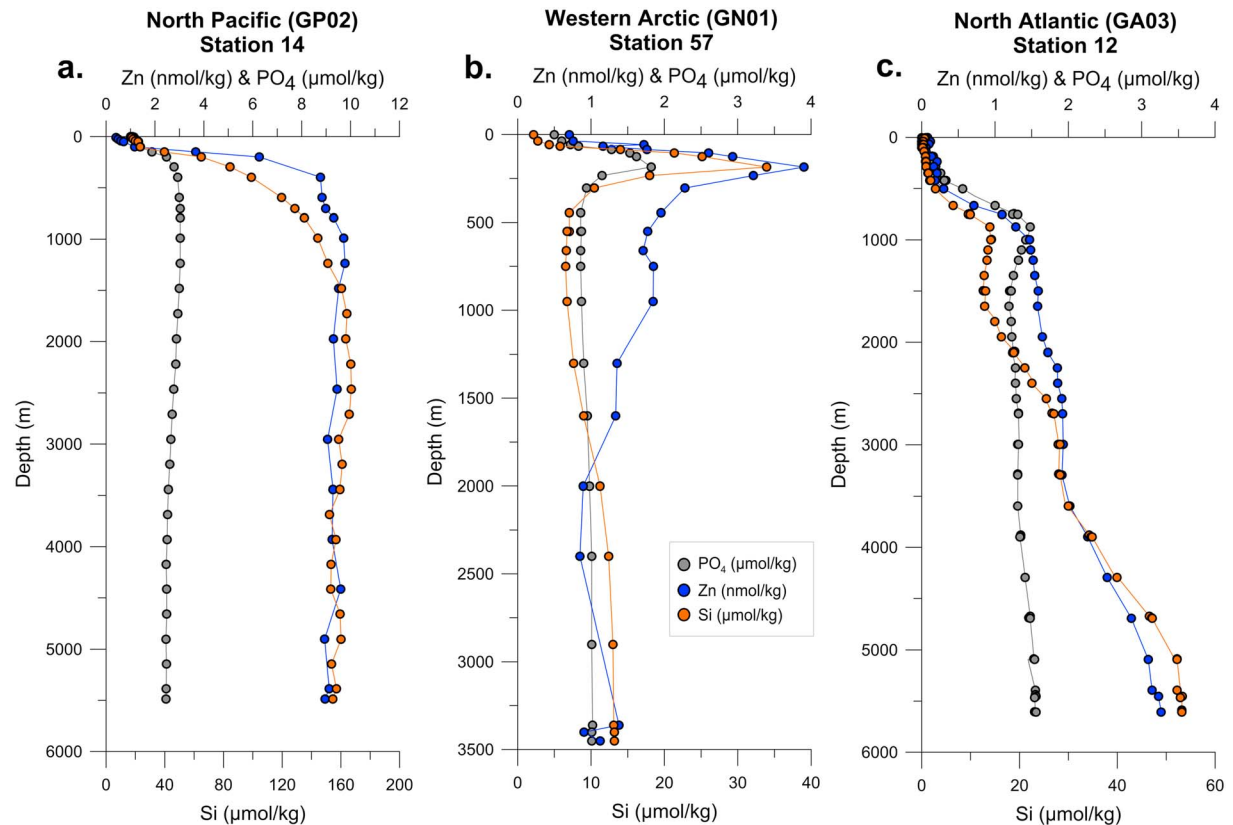 North Pacific (GP02)
Station 14
a.
Zn (nmol/kg) & PO₄ (µmol/kg)
0 2 4 6 8 10 12
0
1000
2000
3000
4000
5000
6000
Depth (m)
0 40 80 120 160 200
Si (µmol/kg)
Western Arctic (GN01)
Station 57
b.
Zn (nmol/kg) & PO₄ (µmol/kg)
0 1 2 3 4
0
500
1000
1500
2000
2500
3000
3500
Depth (m)
PO₄ (µmol/kg)
Zn (nmol/kg)
Si (µmol/kg)
0 10 20 30 40
Si (µmol/kg)
North Atlantic (GA03)
Station 12
c.
Zn (nmol/kg) & PO₄ (µmol/kg)
0 1 2 3 4
0
1000
2000
3000
4000
5000
6000
Depth (m)
0 20 40 60
Si (µmol/kg)